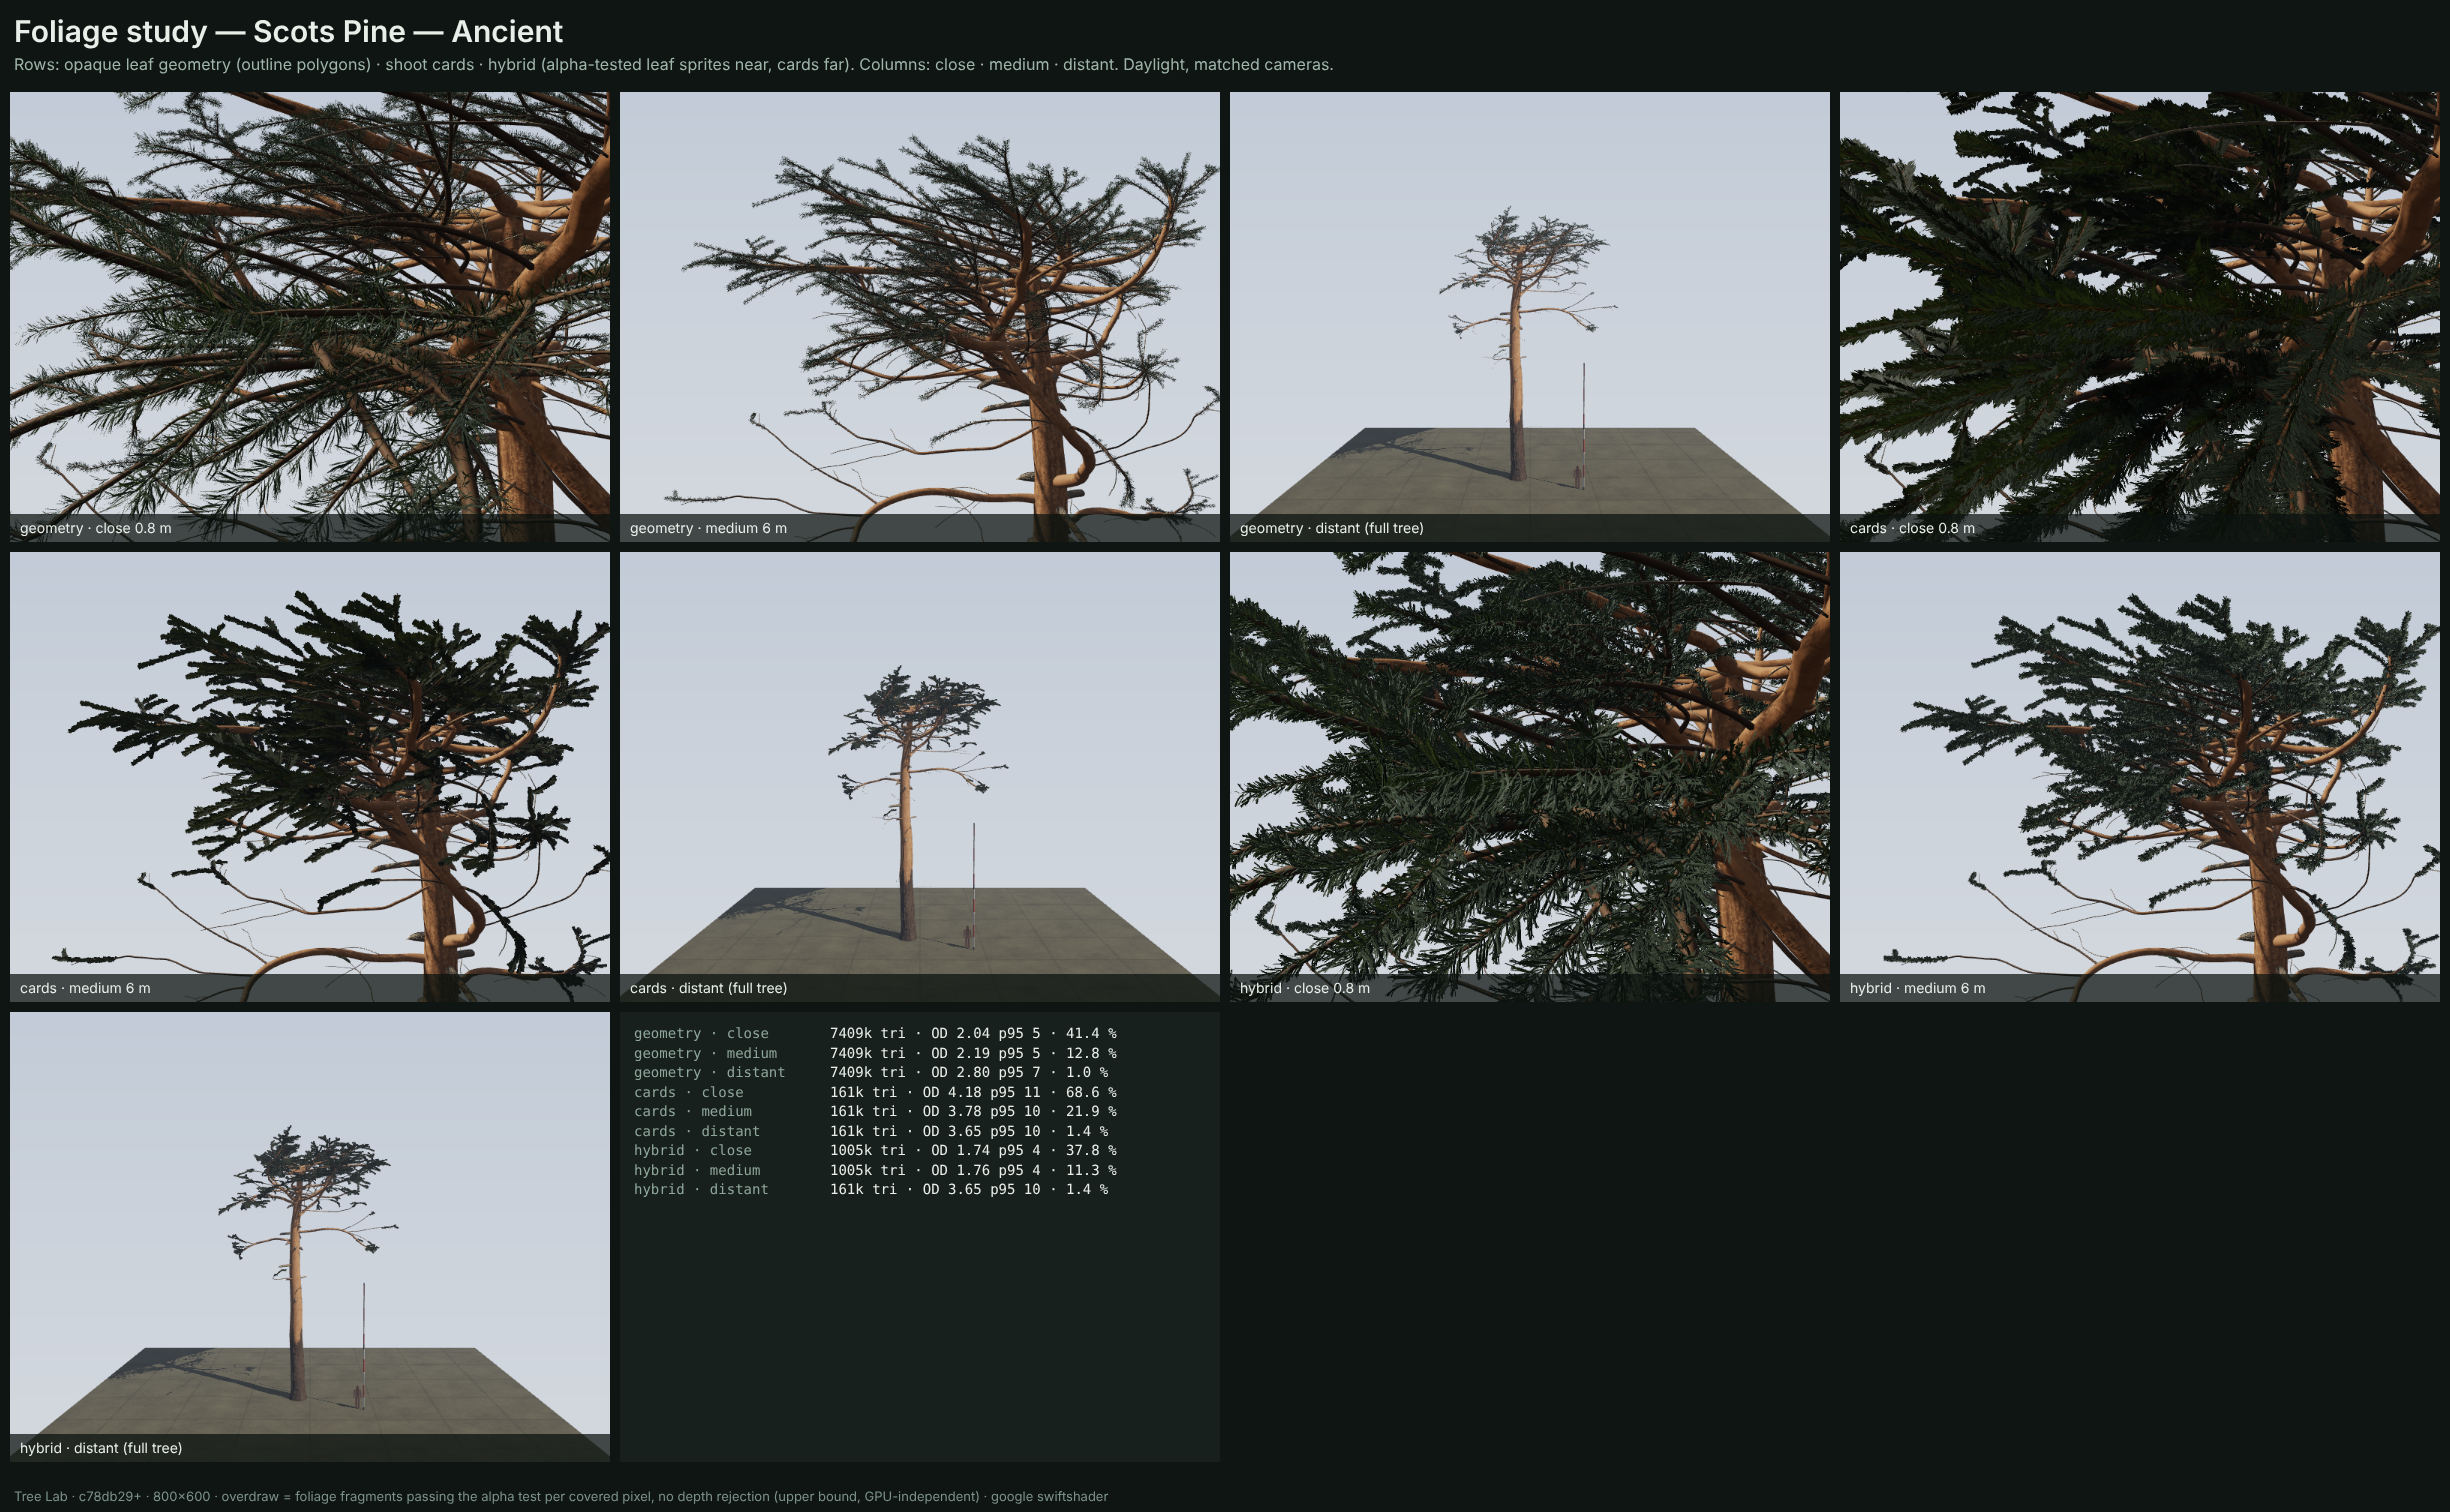 Foliage study — Scots Pine — Ancient
Rows: opaque leaf geometry (outline polygons) · shoot cards · hybrid (alpha-tested leaf sprites near, cards far). Columns: close · medium · distant. Daylight, matched cameras.
geometry · close 0.8 m
geometry · medium 6 m
geometry · distant (full tree)
cards · close 0.8 m
cards · medium 6 m
cards · distant (full tree)
hybrid · close 0.8 m
hybrid · medium 6 m
hybrid · distant (full tree)
geometry · close 7409k tri · OD 2.04 p95 5 · 41.4 %
geometry · medium 7409k tri · OD 2.19 p95 5 · 12.8 %
geometry · distant 7409k tri · OD 2.80 p95 7 · 1.0 %
cards · close 161k tri · OD 4.18 p95 11 · 68.6 %
cards · medium 161k tri · OD 3.78 p95 10 · 21.9 %
cards · distant 161k tri · OD 3.65 p95 10 · 1.4 %
hybrid · close 1005k tri · OD 1.74 p95 4 · 37.8 %
hybrid · medium 1005k tri · OD 1.76 p95 4 · 11.3 %
hybrid · distant 161k tri · OD 3.65 p95 10 · 1.4 %
Tree Lab · c78db29+ · 800×600 · overdraw = foliage fragments passing the alpha test per covered pixel, no depth rejection (upper bound, GPU-independent) · google swiftshader